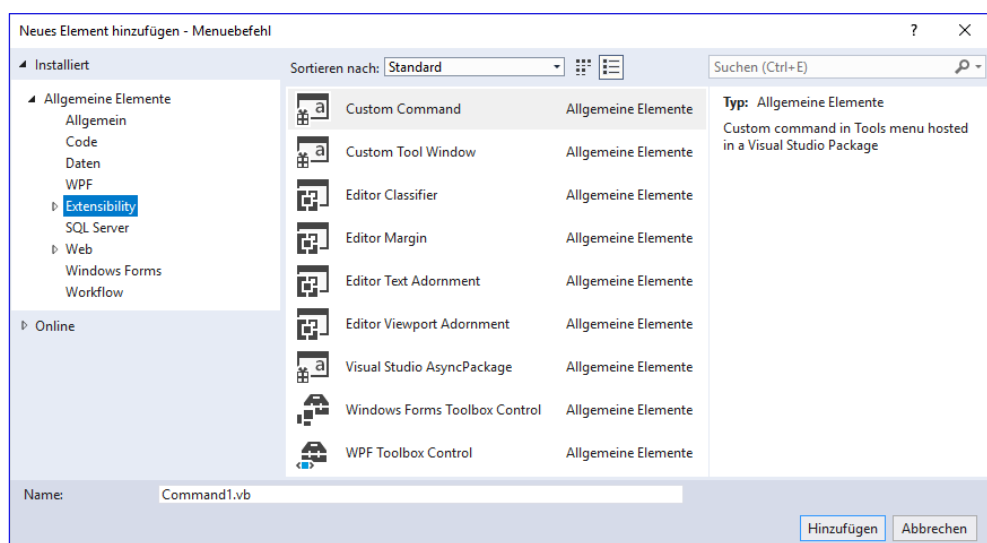 Neues Element hinzufügen - Menuebefehl
?
Installiert
Sortieren nach: Standard
Suchen (Ctrl+E)
Allgemeine Elemente
Allgemein
Code
Daten
WPF
Extensibility
SQL Server
Web
Windows Forms
Workflow
Online
Custom Command Allgemeine Elemente
Custom Tool Window Allgemeine Elemente
Editor Classifier Allgemeine Elemente
Editor Margin Allgemeine Elemente
Editor Text Adornment Allgemeine Elemente
Editor Viewport Adornment Allgemeine Elemente
Visual Studio AsyncPackage Allgemeine Elemente
Windows Forms Toolbox Control Allgemeine Elemente
WPF Toolbox Control Allgemeine Elemente
Typ: Allgemeine Elemente
Custom command in Tools menu hosted
in a Visual Studio Package
Name: Command1.vb
Hinzufügen Abbrechen